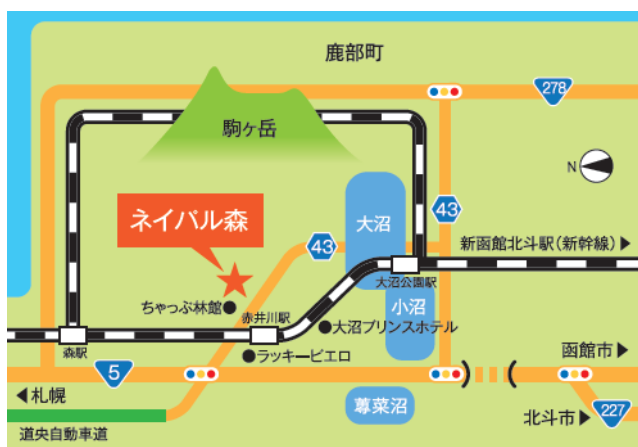 鹿部町
278
駒ヶ岳
N
ネイパル森
大沼
43
43
新函館北斗駅(新幹線)▶
大沼公園駅
ちゃっぷ林館●
赤井川駅
小沼
●大沼プリンスホテル
森駅
●ラッキーピエロ
5
函館市▶
◀札幌
蓴菜沼
北斗市▶
227
道央自動車道